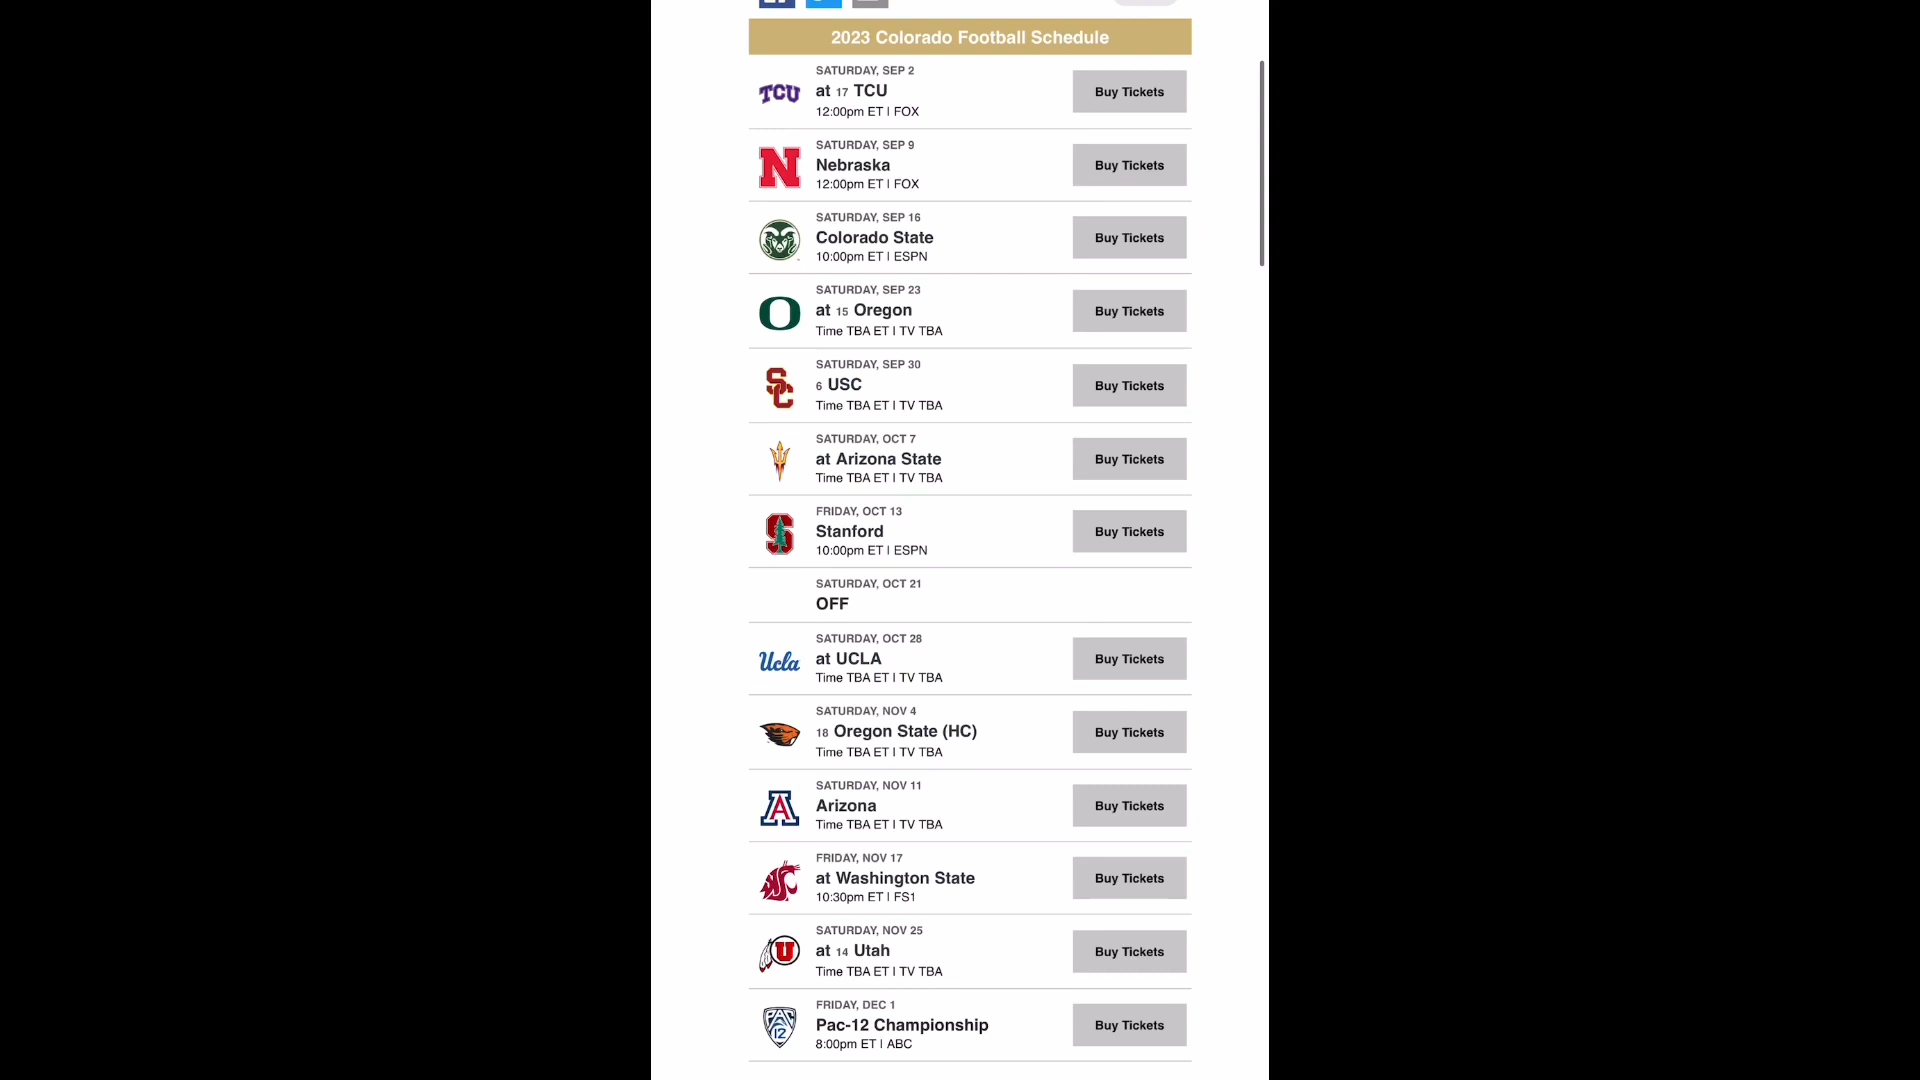 2023 Colorado Football Schedule
SATURDAY, SEP 2
TCU at 17 TCU Buy Tickets
12:00pm ET | FOX
SATURDAY, SEP 9
N Nebraska Buy Tickets
12:00pm ET | FOX
SATURDAY, SEP 16
Colorado State Buy Tickets
10:00pm ET | ESPN
SATURDAY, SEP 23
O at 15 Oregon Buy Tickets
Time TBA ET | TV TBA
SATURDAY, SEP 30
SC 6 USC Buy Tickets
Time TBA ET | TV TBA
SATURDAY, OCT 7
at Arizona State Buy Tickets
Time TBA ET | TV TBA
FRIDAY, OCT 13
S Stanford Buy Tickets
10:00pm ET | ESPN
SATURDAY, OCT 21
OFF
SATURDAY, OCT 28
Ucla at UCLA Buy Tickets
Time TBA ET | TV TBA
SATURDAY, NOV 4
18 Oregon State (HC) Buy Tickets
Time TBA ET | TV TBA
SATURDAY, NOV 11
A Arizona Buy Tickets
Time TBA ET | TV TBA
FRIDAY, NOV 17
at Washington State Buy Tickets
10:30pm ET | FS1
SATURDAY, NOV 25
U at 14 Utah Buy Tickets
Time TBA ET | TV TBA
FRIDAY, DEC 1
PAC 12 Pac-12 Championship Buy Tickets
8:00pm ET | ABC